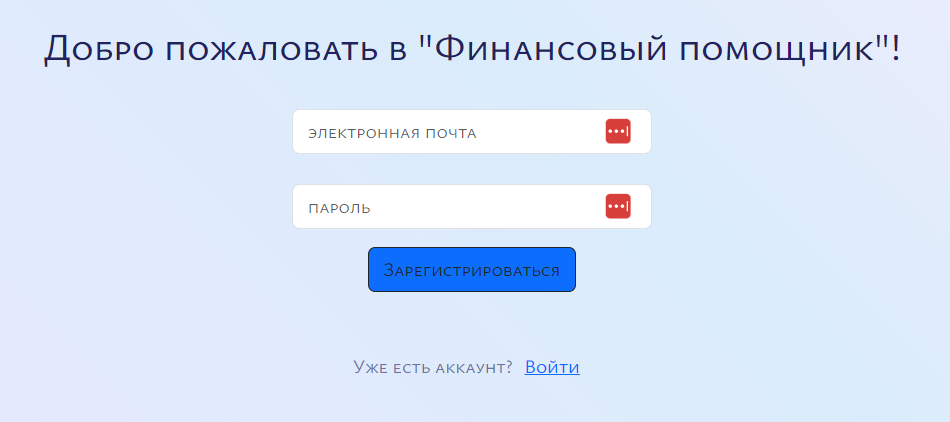 Добро пожаловать в "Финансовый помощник"!
электронная почта
пароль
Зарегистрироваться
Уже есть аккаунт? Войти